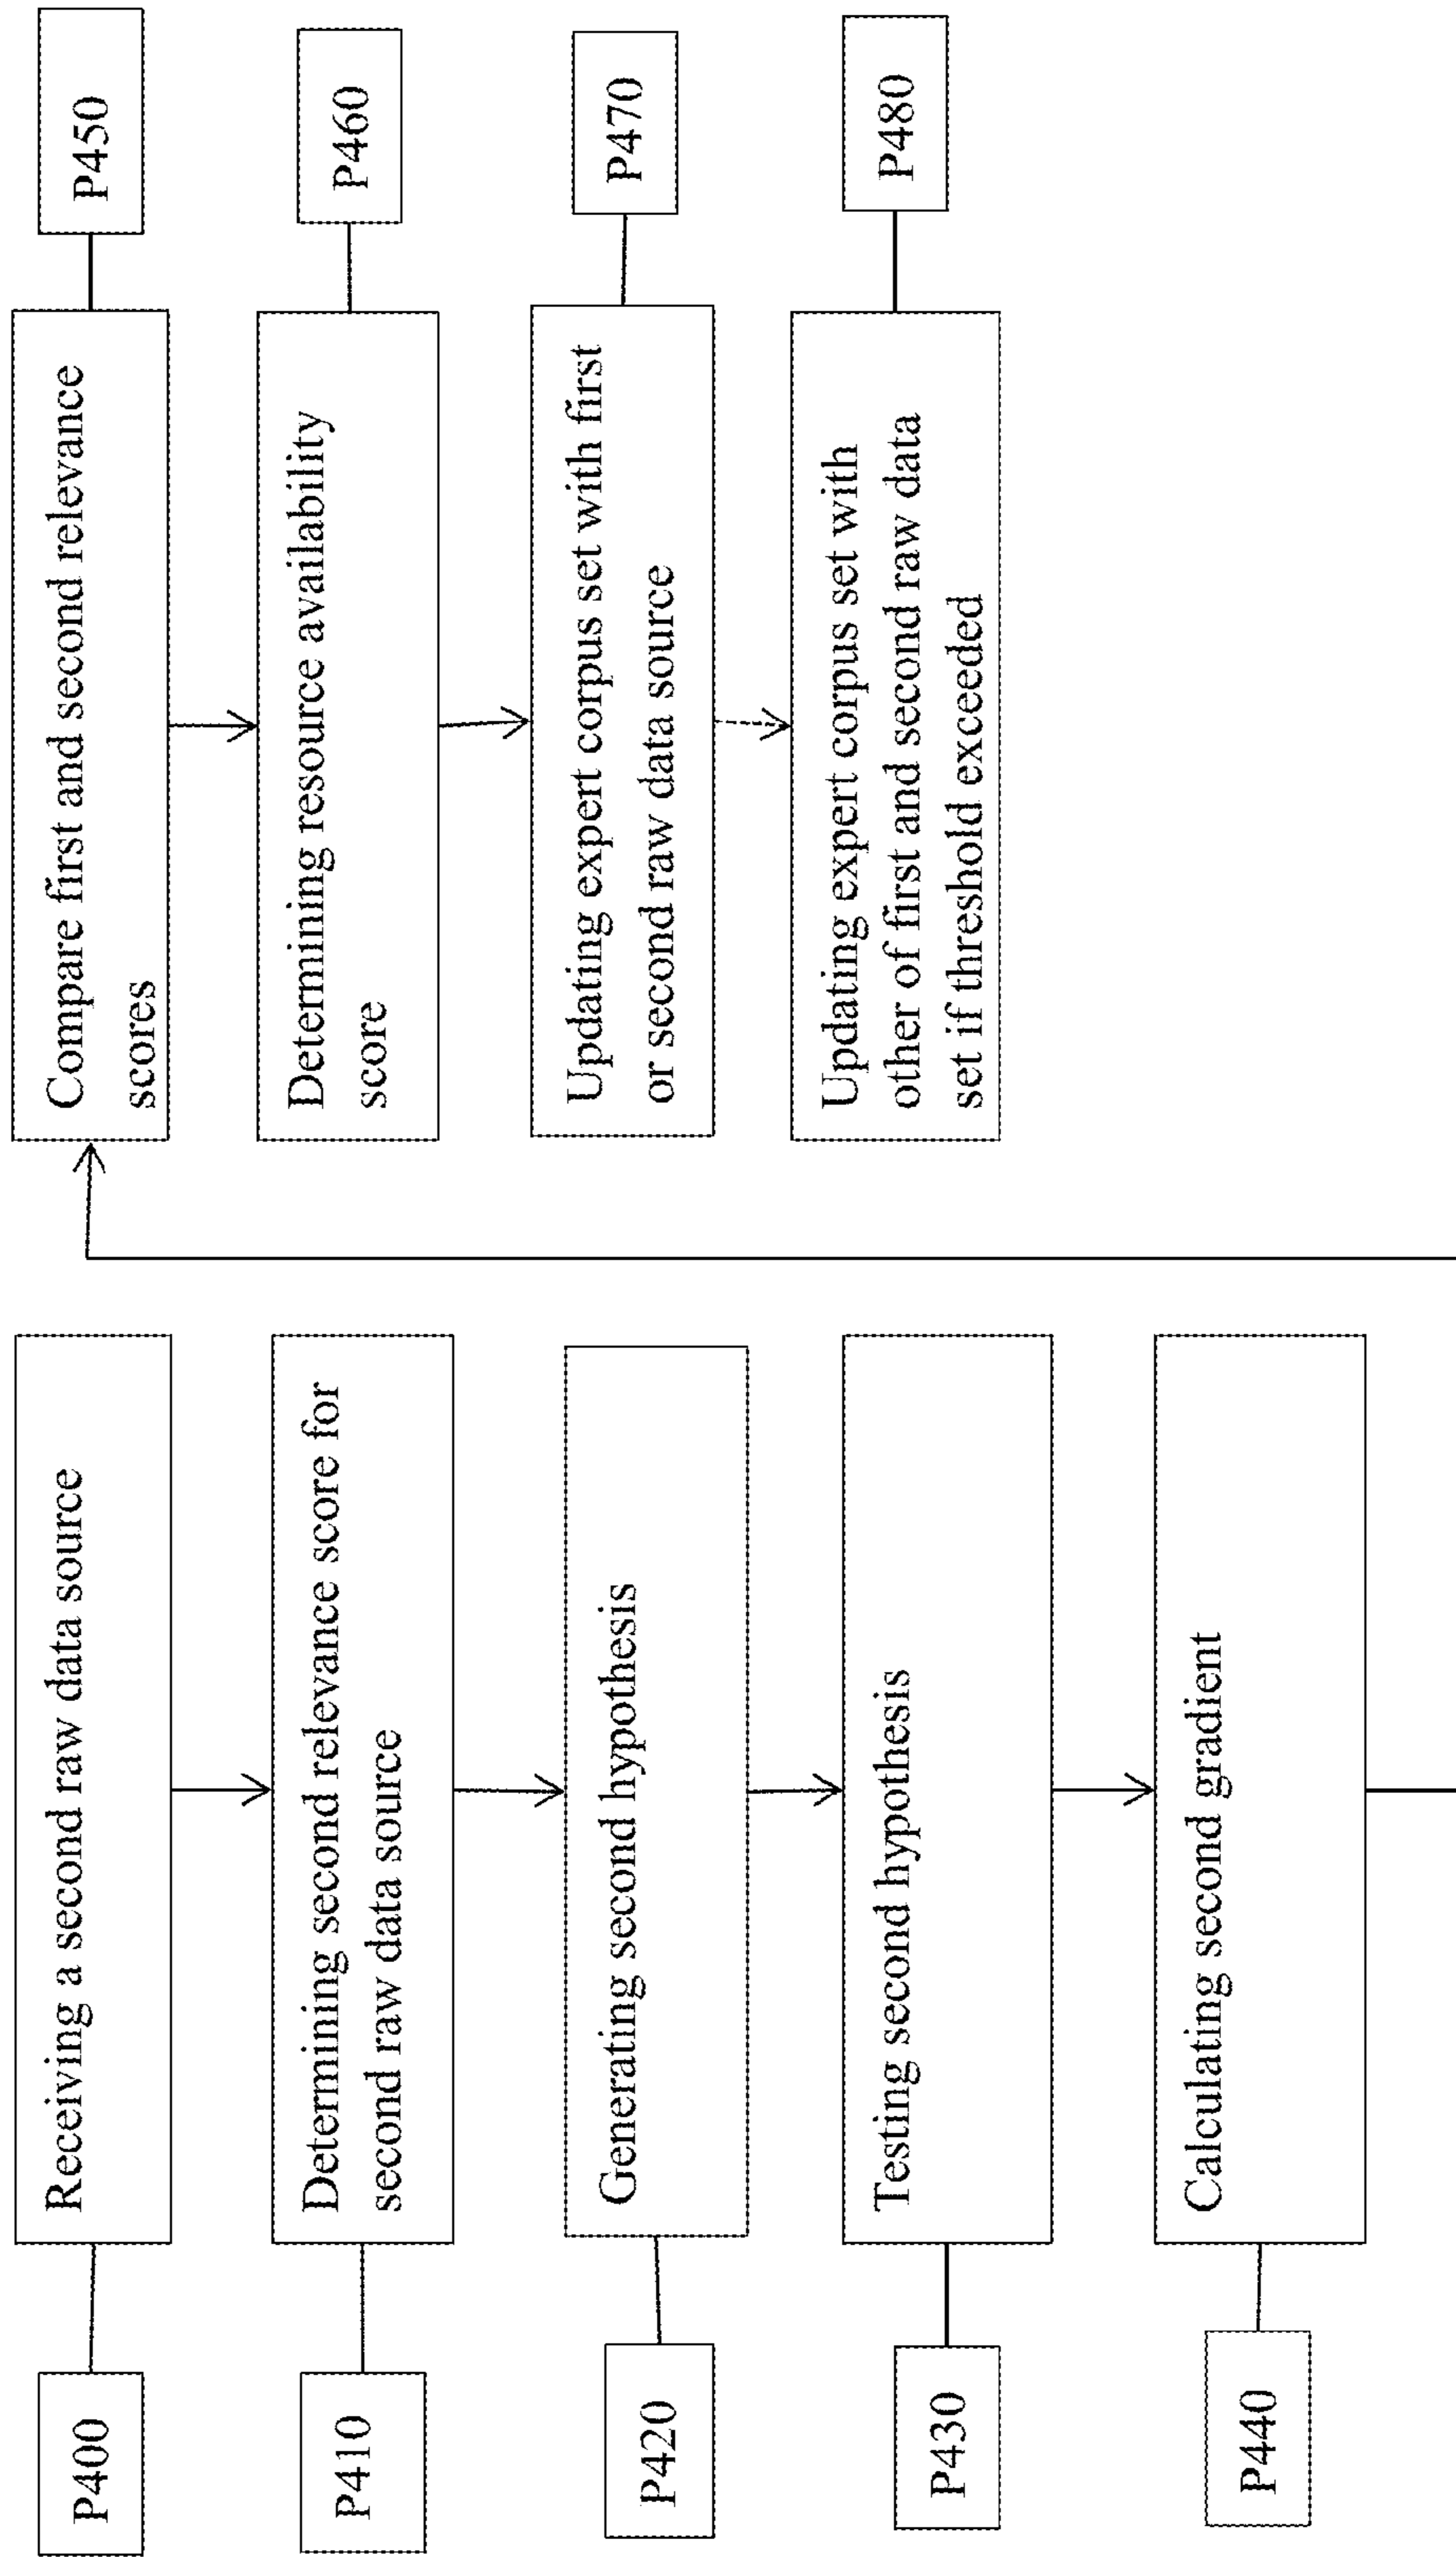 P400
Receiving a second raw data source
P410
Determining second relevance score for
second raw data source
P420
Generating second hypothesis
P430
Testing second hypothesis
P440
Calculating second gradient
Compare first and second relevance
scores
P450
Determining resource availability
score
P460
Updating expert corpus set with first
or second raw data source
P470
Updating expert corpus set with
other of first and second raw data
set if threshold exceeded
P480